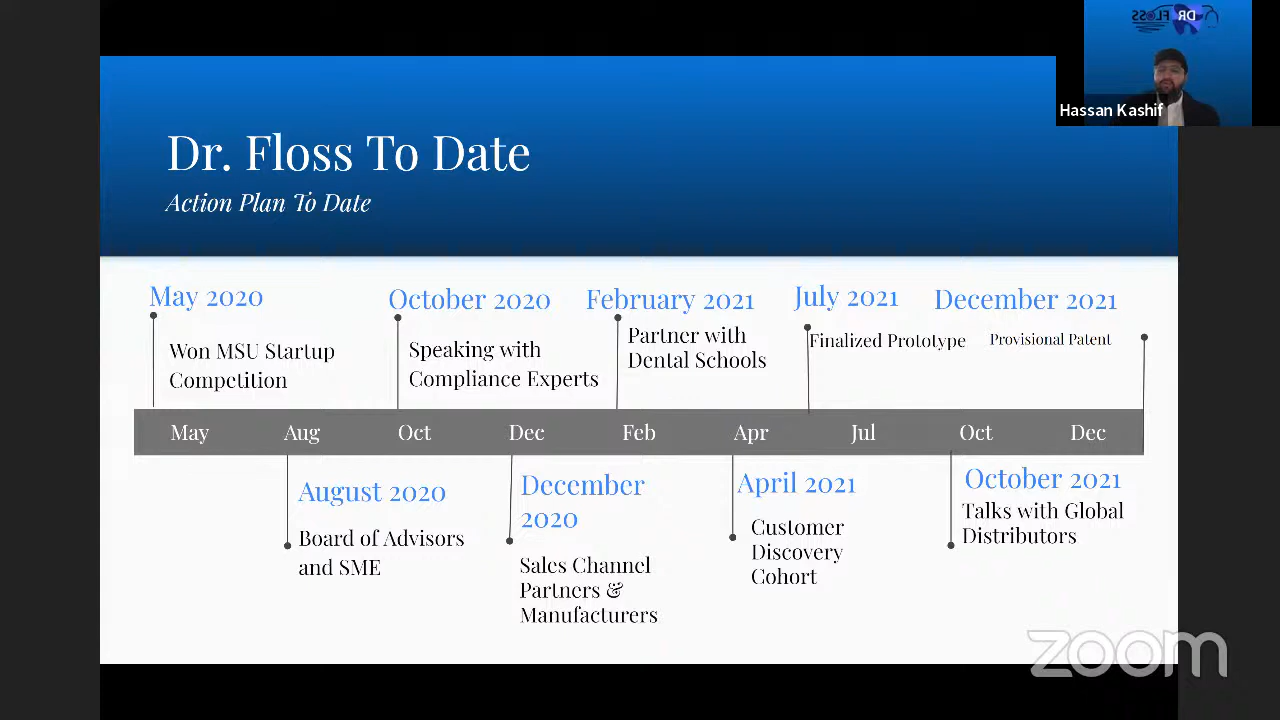 DR FLOSS
Hassan Kashif
Dr. Floss To Date
Action Plan To Date
May 2020
Won MSU Startup
Competition
October 2020
Speaking with
Compliance Experts
February 2021
Partner with
Dental Schools
July 2021
Finalized Prototype
December 2021
Provisional Patent
May Aug Oct Dec Feb Apr Jul Oct Dec
August 2020
Board of Advisors
and SME
December
2020
Sales Channel
Partners &
Manufacturers
April 2021
Customer
Discovery
Cohort
October 2021
Talks with Global
Distributors
zoom